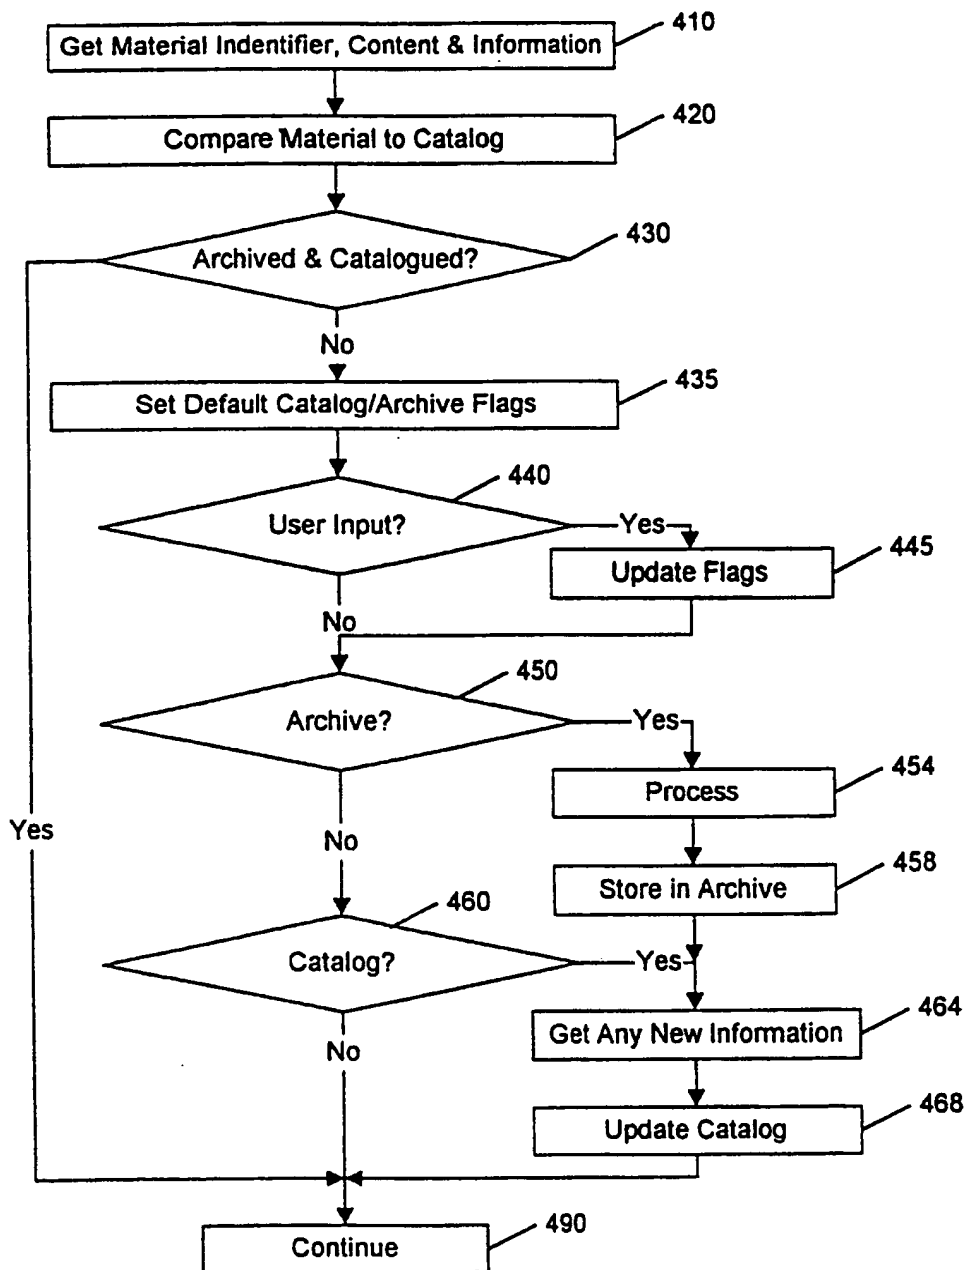 410
Get Material Indentifier, Content & Information
420
Compare Material to Catalog
430
Archived & Catalogued?
No
435
Set Default Catalog/Archive Flags
440
User Input?
Yes
445
Update Flags
No
450
Archive?
Yes
454
Process
Yes
No
458
Store in Archive
460
Catalog?
Yes
464
Get Any New Information
No
468
Update Catalog
490
Continue